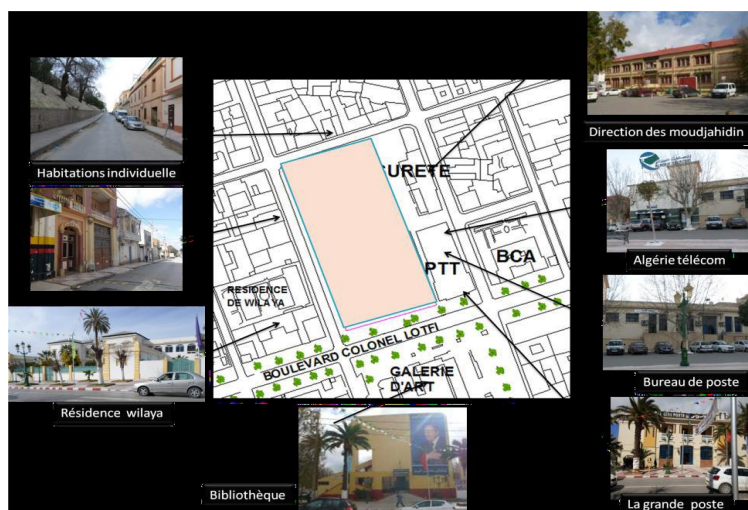 Habitations individuelle
Résidence wilaya
Bibliothèque
URETE
PTT
BCA
RESIDENCE
DE WILAYA
BOULEVARD COLONEL LOTFI
GALERIE
D'ART
Direction des moudjahidin
Algérie télécom
Bureau de poste
La grande poste